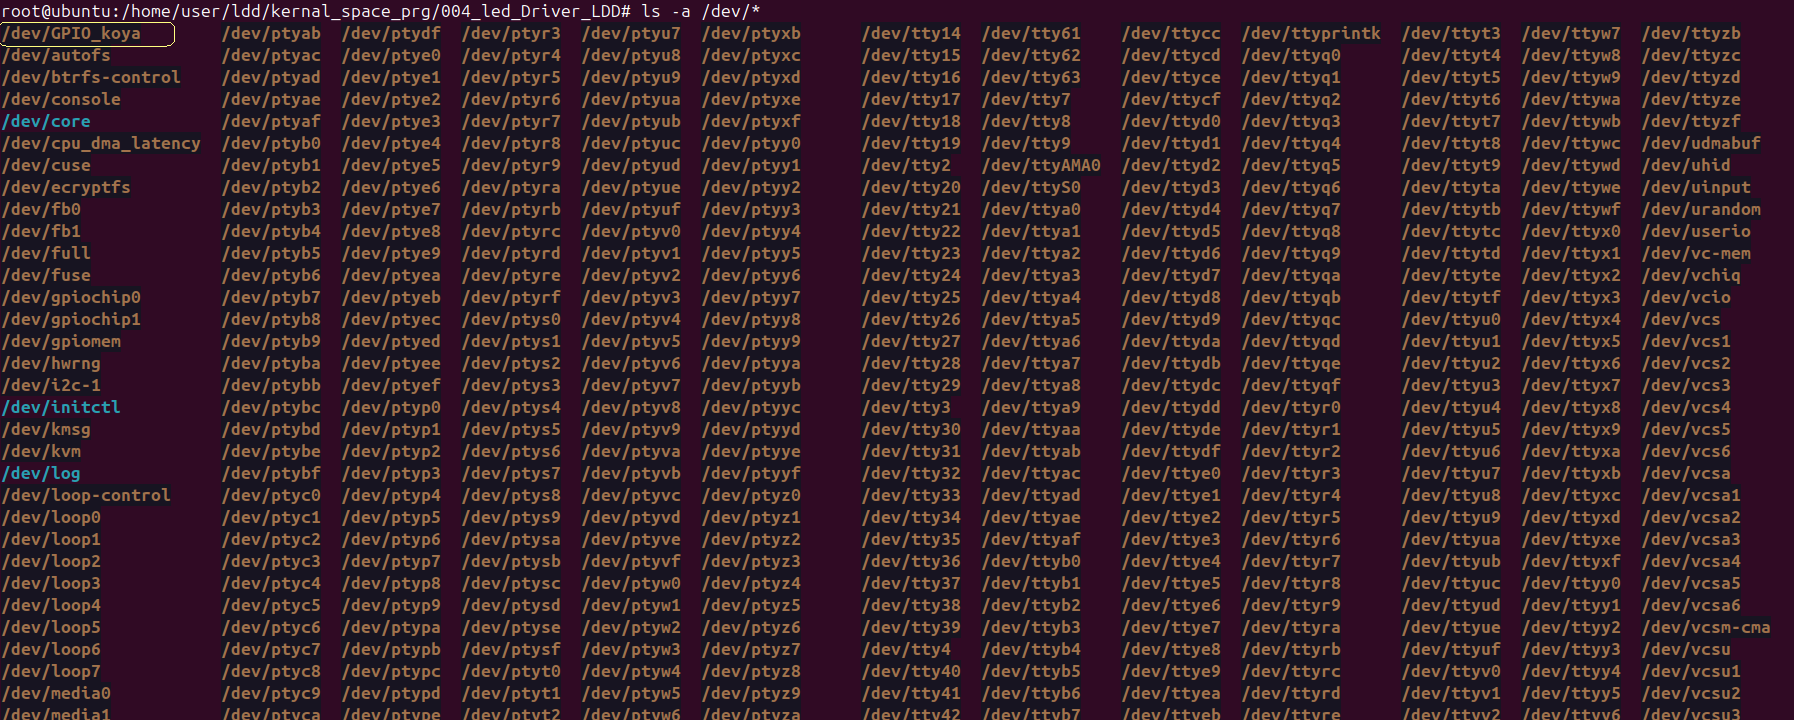 root@ubuntu:/home/user/ldd/kernal_space_prg/004_led_Driver_LDD# ls -a /dev/*
/dev/GPIO_koya /dev/ptyab /dev/ptydf /dev/ptyr3 /dev/ptyu7 /dev/ptyxb /dev/tty14 /dev/tty61 /dev/ttycc /dev/ttyprintk /dev/ttyt3 /dev/ttyw7 /dev/ttyzb
/dev/autofs /dev/ptyac /dev/ptye0 /dev/ptyr4 /dev/ptyu8 /dev/ptyxc /dev/tty15 /dev/tty62 /dev/ttycd /dev/ttyq0 /dev/ttyt4 /dev/ttyw8 /dev/ttyzc
/dev/btrfs-control /dev/ptyad /dev/ptye1 /dev/ptyr5 /dev/ptyu9 /dev/ptyxd /dev/tty16 /dev/tty63 /dev/ttyce /dev/ttyq1 /dev/ttyt5 /dev/ttyw9 /dev/ttyzd
/dev/console /dev/ptyae /dev/ptye2 /dev/ptyr6 /dev/ptyua /dev/ptyxe /dev/tty17 /dev/tty7 /dev/ttycf /dev/ttyq2 /dev/ttyt6 /dev/ttywa /dev/ttyze
/dev/core /dev/ptyaf /dev/ptye3 /dev/ptyr7 /dev/ptyub /dev/ptyxf /dev/tty18 /dev/tty8 /dev/ttyd0 /dev/ttyq3 /dev/ttyt7 /dev/ttywb /dev/ttyzf
/dev/cpu_dma_latency /dev/ptyb0 /dev/ptye4 /dev/ptyr8 /dev/ptyuc /dev/ptyy0 /dev/tty19 /dev/tty9 /dev/ttyd1 /dev/ttyq4 /dev/ttyt8 /dev/ttywc /dev/udmabuf
/dev/cuse /dev/ptyb1 /dev/ptye5 /dev/ptyr9 /dev/ptyud /dev/ptyy1 /dev/tty2 /dev/ttyAMA0 /dev/ttyd2 /dev/ttyq5 /dev/ttyt9 /dev/ttywd /dev/uhid
/dev/ecryptfs /dev/ptyb2 /dev/ptye6 /dev/ptyra /dev/ptyue /dev/ptyy2 /dev/tty20 /dev/ttyS0 /dev/ttyd3 /dev/ttyq6 /dev/ttyta /dev/ttywe /dev/uinput
/dev/fb0 /dev/ptyb3 /dev/ptye7 /dev/ptyrb /dev/ptyuf /dev/ptyy3 /dev/tty21 /dev/ttya0 /dev/ttyd4 /dev/ttyq7 /dev/ttytb /dev/ttywf /dev/urandom
/dev/fb1 /dev/ptyb4 /dev/ptye8 /dev/ptyrc /dev/ptyv0 /dev/ptyy4 /dev/tty22 /dev/ttya1 /dev/ttyd5 /dev/ttyq8 /dev/ttytc /dev/ttyx0 /dev/userio
/dev/full /dev/ptyb5 /dev/ptye9 /dev/ptyrd /dev/ptyv1 /dev/ptyy5 /dev/tty23 /dev/ttya2 /dev/ttyd6 /dev/ttyq9 /dev/ttytd /dev/ttyx1 /dev/vc-mem
/dev/fuse /dev/ptyb6 /dev/ptyea /dev/ptyre /dev/ptyv2 /dev/ptyy6 /dev/tty24 /dev/ttya3 /dev/ttyd7 /dev/ttyqa /dev/ttyte /dev/ttyx2 /dev/vchiq
/dev/gpiochip0 /dev/ptyb7 /dev/ptyeb /dev/ptyrf /dev/ptyv3 /dev/ptyy7 /dev/tty25 /dev/ttya4 /dev/ttyd8 /dev/ttyqb /dev/ttytf /dev/ttyx3 /dev/vcio
/dev/gpiochip1 /dev/ptyb8 /dev/ptyec /dev/ptys0 /dev/ptyv4 /dev/ptyy8 /dev/tty26 /dev/ttya5 /dev/ttyd9 /dev/ttyqc /dev/ttyu0 /dev/ttyx4 /dev/vcs
/dev/gpiomem /dev/ptyb9 /dev/ptyed /dev/ptys1 /dev/ptyv5 /dev/ptyy9 /dev/tty27 /dev/ttya6 /dev/ttyda /dev/ttyqd /dev/ttyu1 /dev/ttyx5 /dev/vcs1
/dev/hwrng /dev/ptyba /dev/ptyee /dev/ptys2 /dev/ptyv6 /dev/ptyya /dev/tty28 /dev/ttya7 /dev/ttydb /dev/ttyqe /dev/ttyu2 /dev/ttyx6 /dev/vcs2
/dev/i2c-1 /dev/ptybb /dev/ptyef /dev/ptys3 /dev/ptyv7 /dev/ptyyb /dev/tty29 /dev/ttya8 /dev/ttydc /dev/ttyqf /dev/ttyu3 /dev/ttyx7 /dev/vcs3
/dev/initctl /dev/ptybc /dev/ptyp0 /dev/ptys4 /dev/ptyv8 /dev/ptyyc /dev/tty3 /dev/ttya9 /dev/ttydd /dev/ttyr0 /dev/ttyu4 /dev/ttyx8 /dev/vcs4
/dev/kmsg /dev/ptybd /dev/ptyp1 /dev/ptys5 /dev/ptyv9 /dev/ptyyd /dev/tty30 /dev/ttyaa /dev/ttyde /dev/ttyr1 /dev/ttyu5 /dev/ttyx9 /dev/vcs5
/dev/kvm /dev/ptybe /dev/ptyp2 /dev/ptys6 /dev/ptyva /dev/ptyye /dev/tty31 /dev/ttyab /dev/ttydf /dev/ttyr2 /dev/ttyu6 /dev/ttyxa /dev/vcs6
/dev/log /dev/ptybf /dev/ptyp3 /dev/ptys7 /dev/ptyvb /dev/ptyyf /dev/tty32 /dev/ttyac /dev/ttye0 /dev/ttyr3 /dev/ttyu7 /dev/ttyxb /dev/vcsa
/dev/loop-control /dev/ptyc0 /dev/ptyp4 /dev/ptys8 /dev/ptyvc /dev/ptyz0 /dev/tty33 /dev/ttyad /dev/ttye1 /dev/ttyr4 /dev/ttyu8 /dev/ttyxc /dev/vcsa1
/dev/loop0 /dev/ptyc1 /dev/ptyp5 /dev/ptys9 /dev/ptyvd /dev/ptyz1 /dev/tty34 /dev/ttyae /dev/ttye2 /dev/ttyr5 /dev/ttyu9 /dev/ttyxd /dev/vcsa2
/dev/loop1 /dev/ptyc2 /dev/ptyp6 /dev/ptysa /dev/ptyve /dev/ptyz2 /dev/tty35 /dev/ttyaf /dev/ttye3 /dev/ttyr6 /dev/ttyua /dev/ttyxe /dev/vcsa3
/dev/loop2 /dev/ptyc3 /dev/ptyp7 /dev/ptysb /dev/ptyvf /dev/ptyz3 /dev/tty36 /dev/ttyb0 /dev/ttye4 /dev/ttyr7 /dev/ttyub /dev/ttyxf /dev/vcsa4
/dev/loop3 /dev/ptyc4 /dev/ptyp8 /dev/ptysc /dev/ptyw0 /dev/ptyz4 /dev/tty37 /dev/ttyb1 /dev/ttye5 /dev/ttyr8 /dev/ttyuc /dev/ttyy0 /dev/vcsa5
/dev/loop4 /dev/ptyc5 /dev/ptyp9 /dev/ptysd /dev/ptyw1 /dev/ptyz5 /dev/tty38 /dev/ttyb2 /dev/ttye6 /dev/ttyr9 /dev/ttyud /dev/ttyy1 /dev/vcsa6
/dev/loop5 /dev/ptyc6 /dev/ptypa /dev/ptyse /dev/ptyw2 /dev/ptyz6 /dev/tty39 /dev/ttyb3 /dev/ttye7 /dev/ttyra /dev/ttyue /dev/ttyy2 /dev/vcsm-cma
/dev/loop6 /dev/ptyc7 /dev/ptypb /dev/ptysf /dev/ptyw3 /dev/ptyz7 /dev/tty4 /dev/ttyb4 /dev/ttye8 /dev/ttyrb /dev/ttyuf /dev/ttyy3 /dev/vcsu
/dev/loop7 /dev/ptyc8 /dev/ptypc /dev/ptyt0 /dev/ptyw4 /dev/ptyz8 /dev/tty40 /dev/ttyb5 /dev/ttye9 /dev/ttyrc /dev/ttyv0 /dev/ttyy4 /dev/vcsu1
/dev/media0 /dev/ptyc9 /dev/ptypd /dev/ptyt1 /dev/ptyw5 /dev/ptyz9 /dev/tty41 /dev/ttyb6 /dev/ttyea /dev/ttyrd /dev/ttyv1 /dev/ttyy5 /dev/vcsu2
/dev/media1 /dev/ptyca /dev/ptype /dev/ptyt2 /dev/ptyw6 /dev/ptyza /dev/tty42 /dev/ttyb7 /dev/ttyeb /dev/ttyre /dev/ttyv2 /dev/ttyy6 /dev/vcsu3